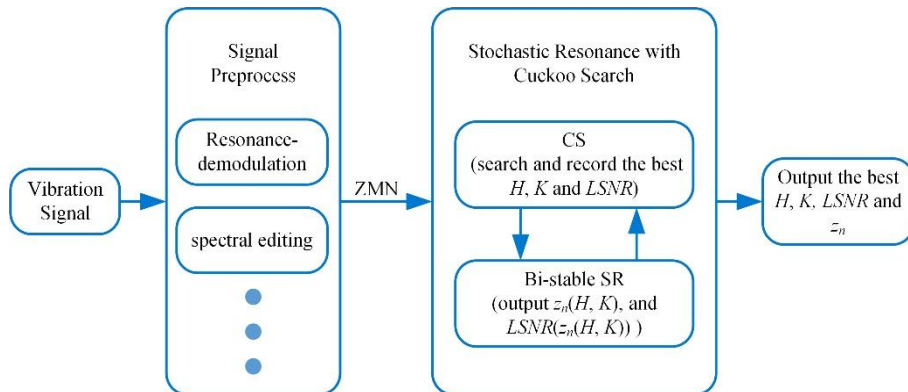 Vibration
Signal
Signal
Preprocess
Resonance-
demodulation
spectral editing
ZMN
Stochastic Resonance with
Cuckoo Search
CS
(search and record the best
H, K and LSNR)
Bi-stable SR
(output zn(H, K), and
LSNR(zn(H, K)) )
Output the best
H, K, LSNR and
zn